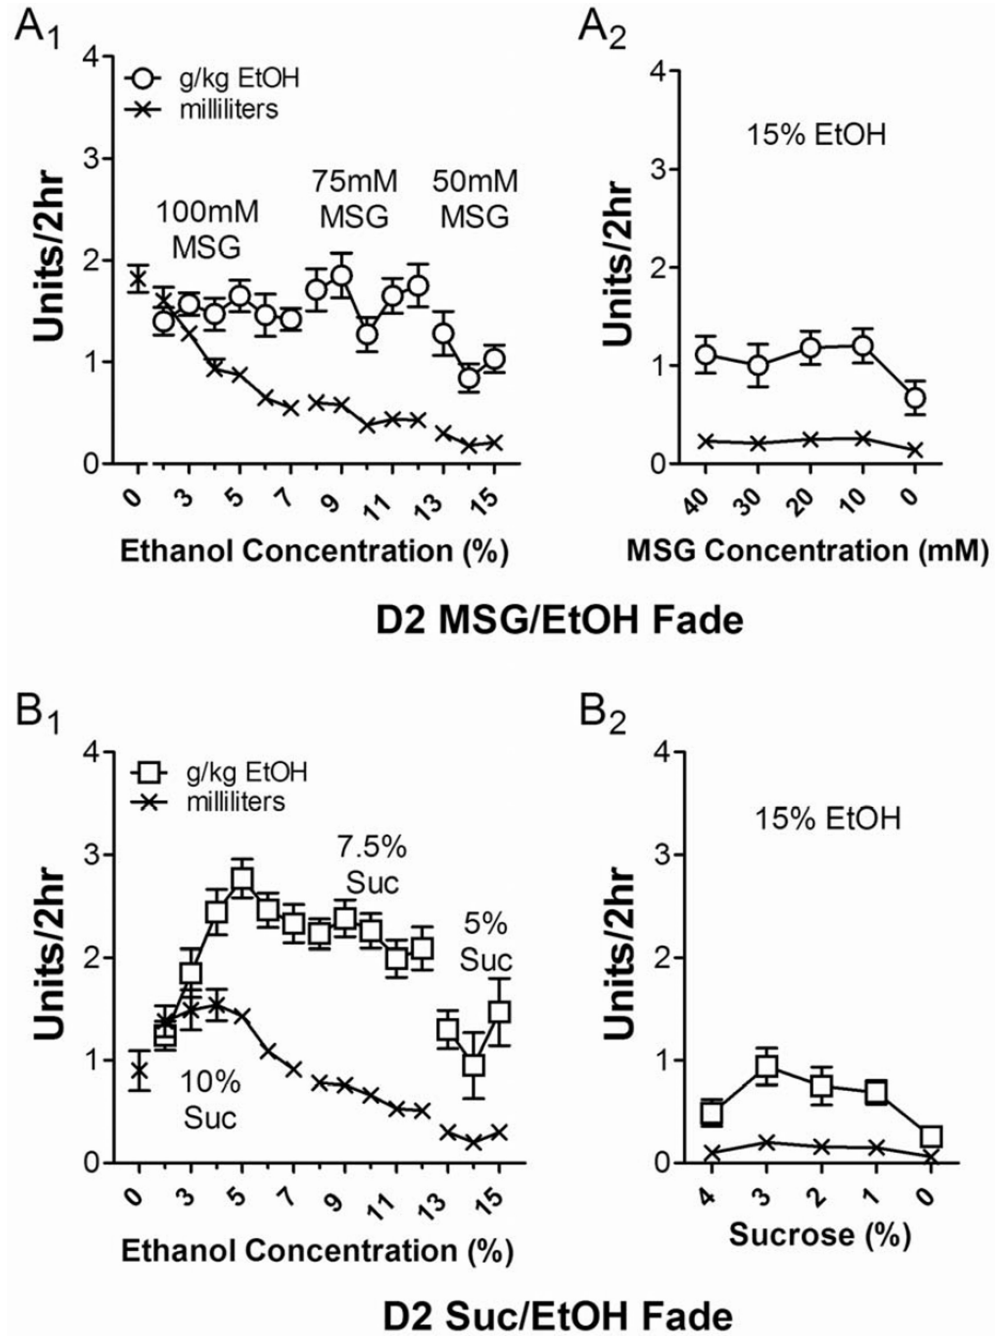 A1
4
3
2
1
0
Units/2hr
g/kg EtOH
milliliters
100mM
MSG
75mM
MSG
50mM
MSG
0 3 5 7 9 11 13 15
Ethanol Concentration (%)
A2
4
3
2
1
0
Units/2hr
15% EtOH
40 30 20 10 0
MSG Concentration (mM)
D2 MSG/EtOH Fade
B1
4
3
2
1
0
Units/2hr
g/kg EtOH
milliliters
10%
Suc
7.5%
Suc
5%
Suc
0 3 5 7 9 11 13 15
Ethanol Concentration (%)
B2
4
3
2
1
0
Units/2hr
15% EtOH
4 3 2 1 0
Sucrose (%)
D2 Suc/EtOH Fade